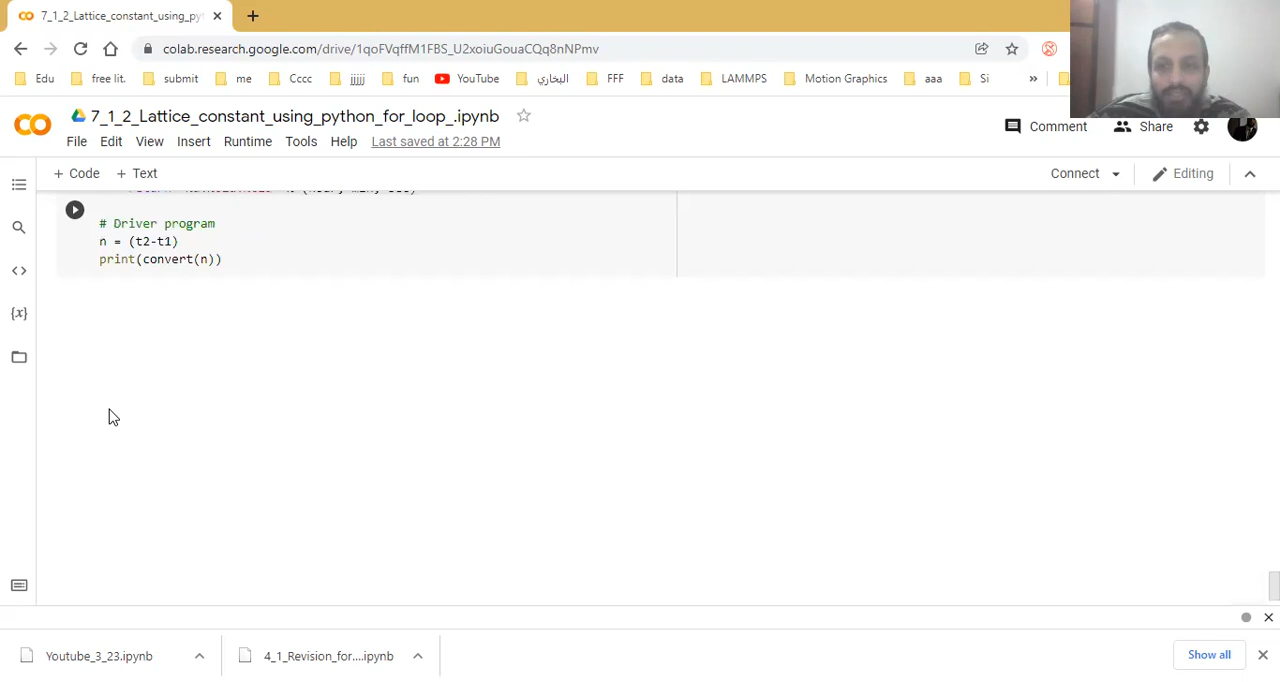 7_1_2_Lattice_constant_using_py
colab.research.google.com/drive/1qoFVqffM1FBS_U2xoiuGouaCQq8nNPmv
Edu free lit. submit me Cccc jjjjj fun YouTube البخاري FFF data LAMMPS Motion Graphics aaa Si »
7_1_2_Lattice_constant_using_python_for_loop_.ipynb
Comment Share
File Edit View Insert Runtime Tools Help Last saved at 2:28 PM
+ Code + Text Connect Editing
# Driver program
n = (t2-t1)
print(convert(n))
{x}
Youtube_3_23.ipynb 4_1_Revision_for....ipynb Show all